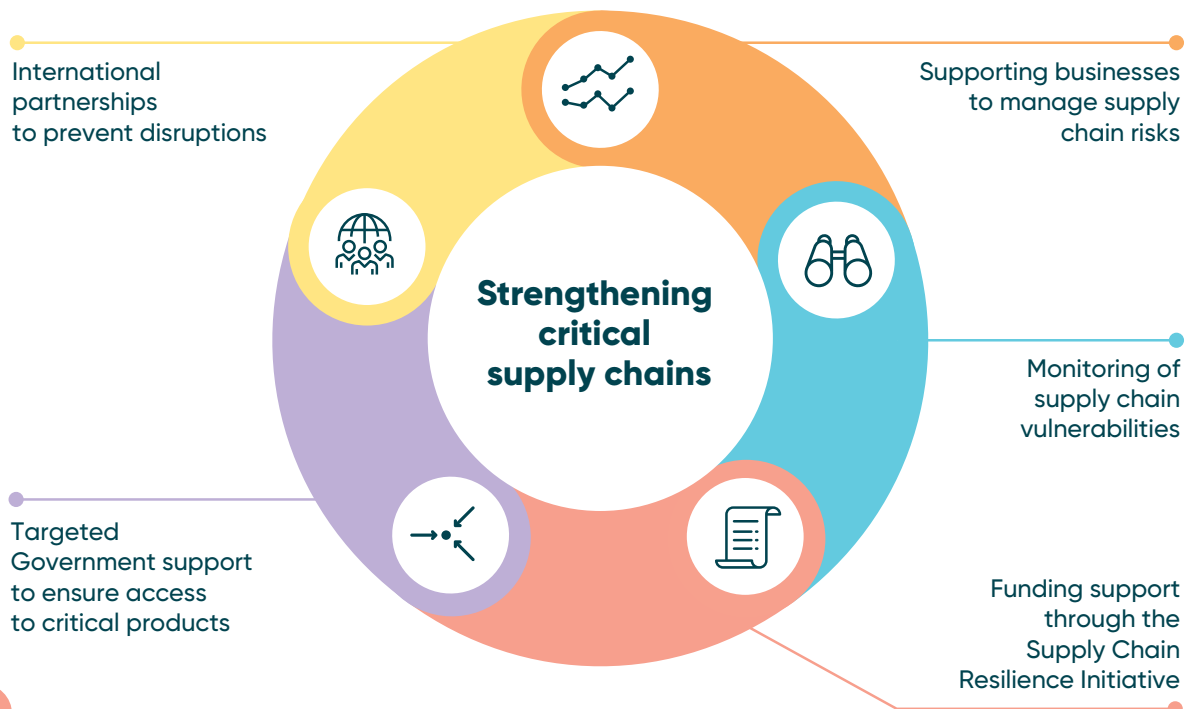 International
partnerships
to prevent disruptions
Supporting businesses
to manage supply
chain risks
Strengthening
critical
supply chains
Monitoring of
supply chain
vulnerabilities
Targeted
Government support
to ensure access
to critical products
Funding support
through the
Supply Chain
Resilience Initiative